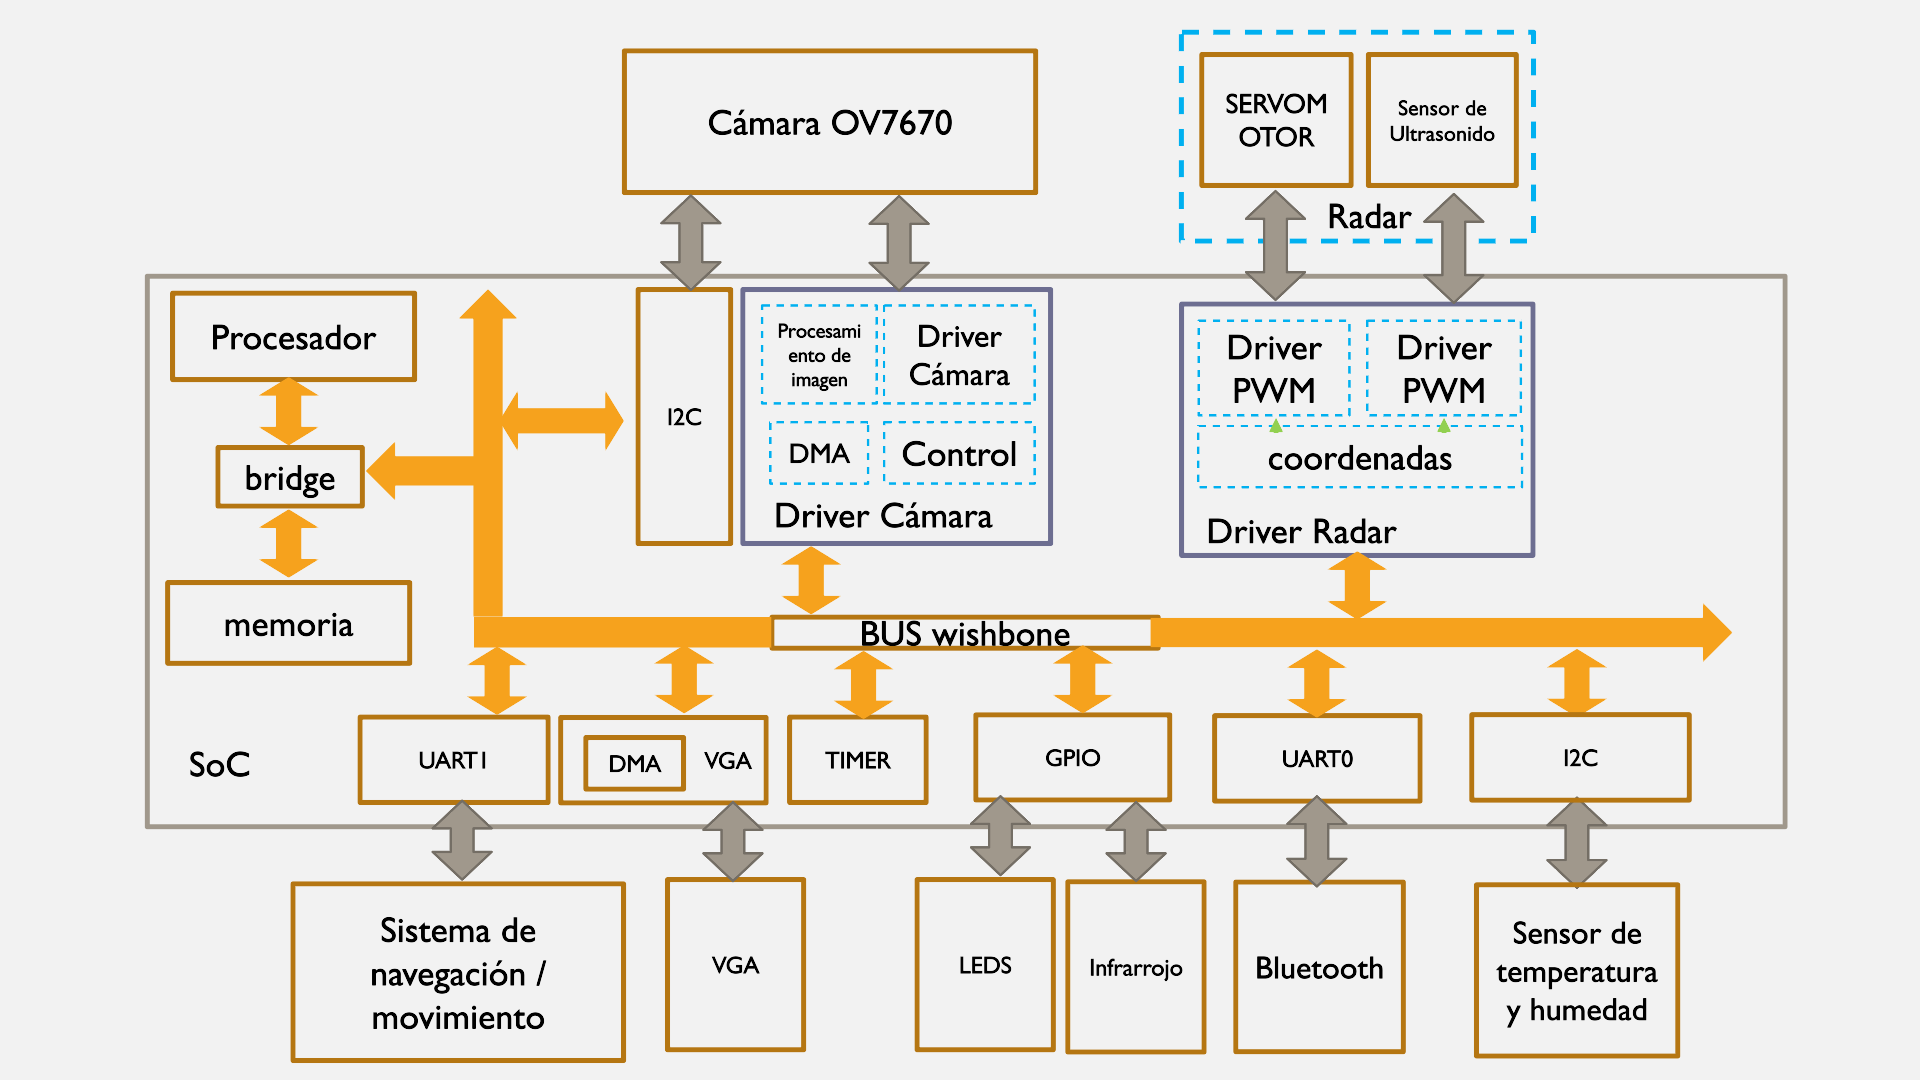 Cámara OV7670
SERVOM
OTOR
Sensor de
Ultrasonido
Radar
Procesador
bridge
memoria
I2C
Procesami
ento de
imagen
Driver
Cámara
DMA
Control
Driver Cámara
Driver
PWM
Driver
PWM
coordenadas
Driver Radar
BUS wishbone
SoC
UART1
DMA
VGA
TIMER
GPIO
UART0
I2C
Sistema de
navegación /
movimiento
VGA
LEDS
Infrarrojo
Bluetooth
Sensor de
temperatura
y humedad